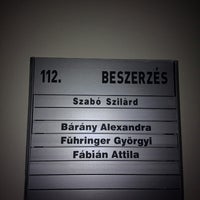 112. BESZERZÉS
Szabó Szilárd
Bárány Alexandra
Führinger Györgyi
Fábián Attila